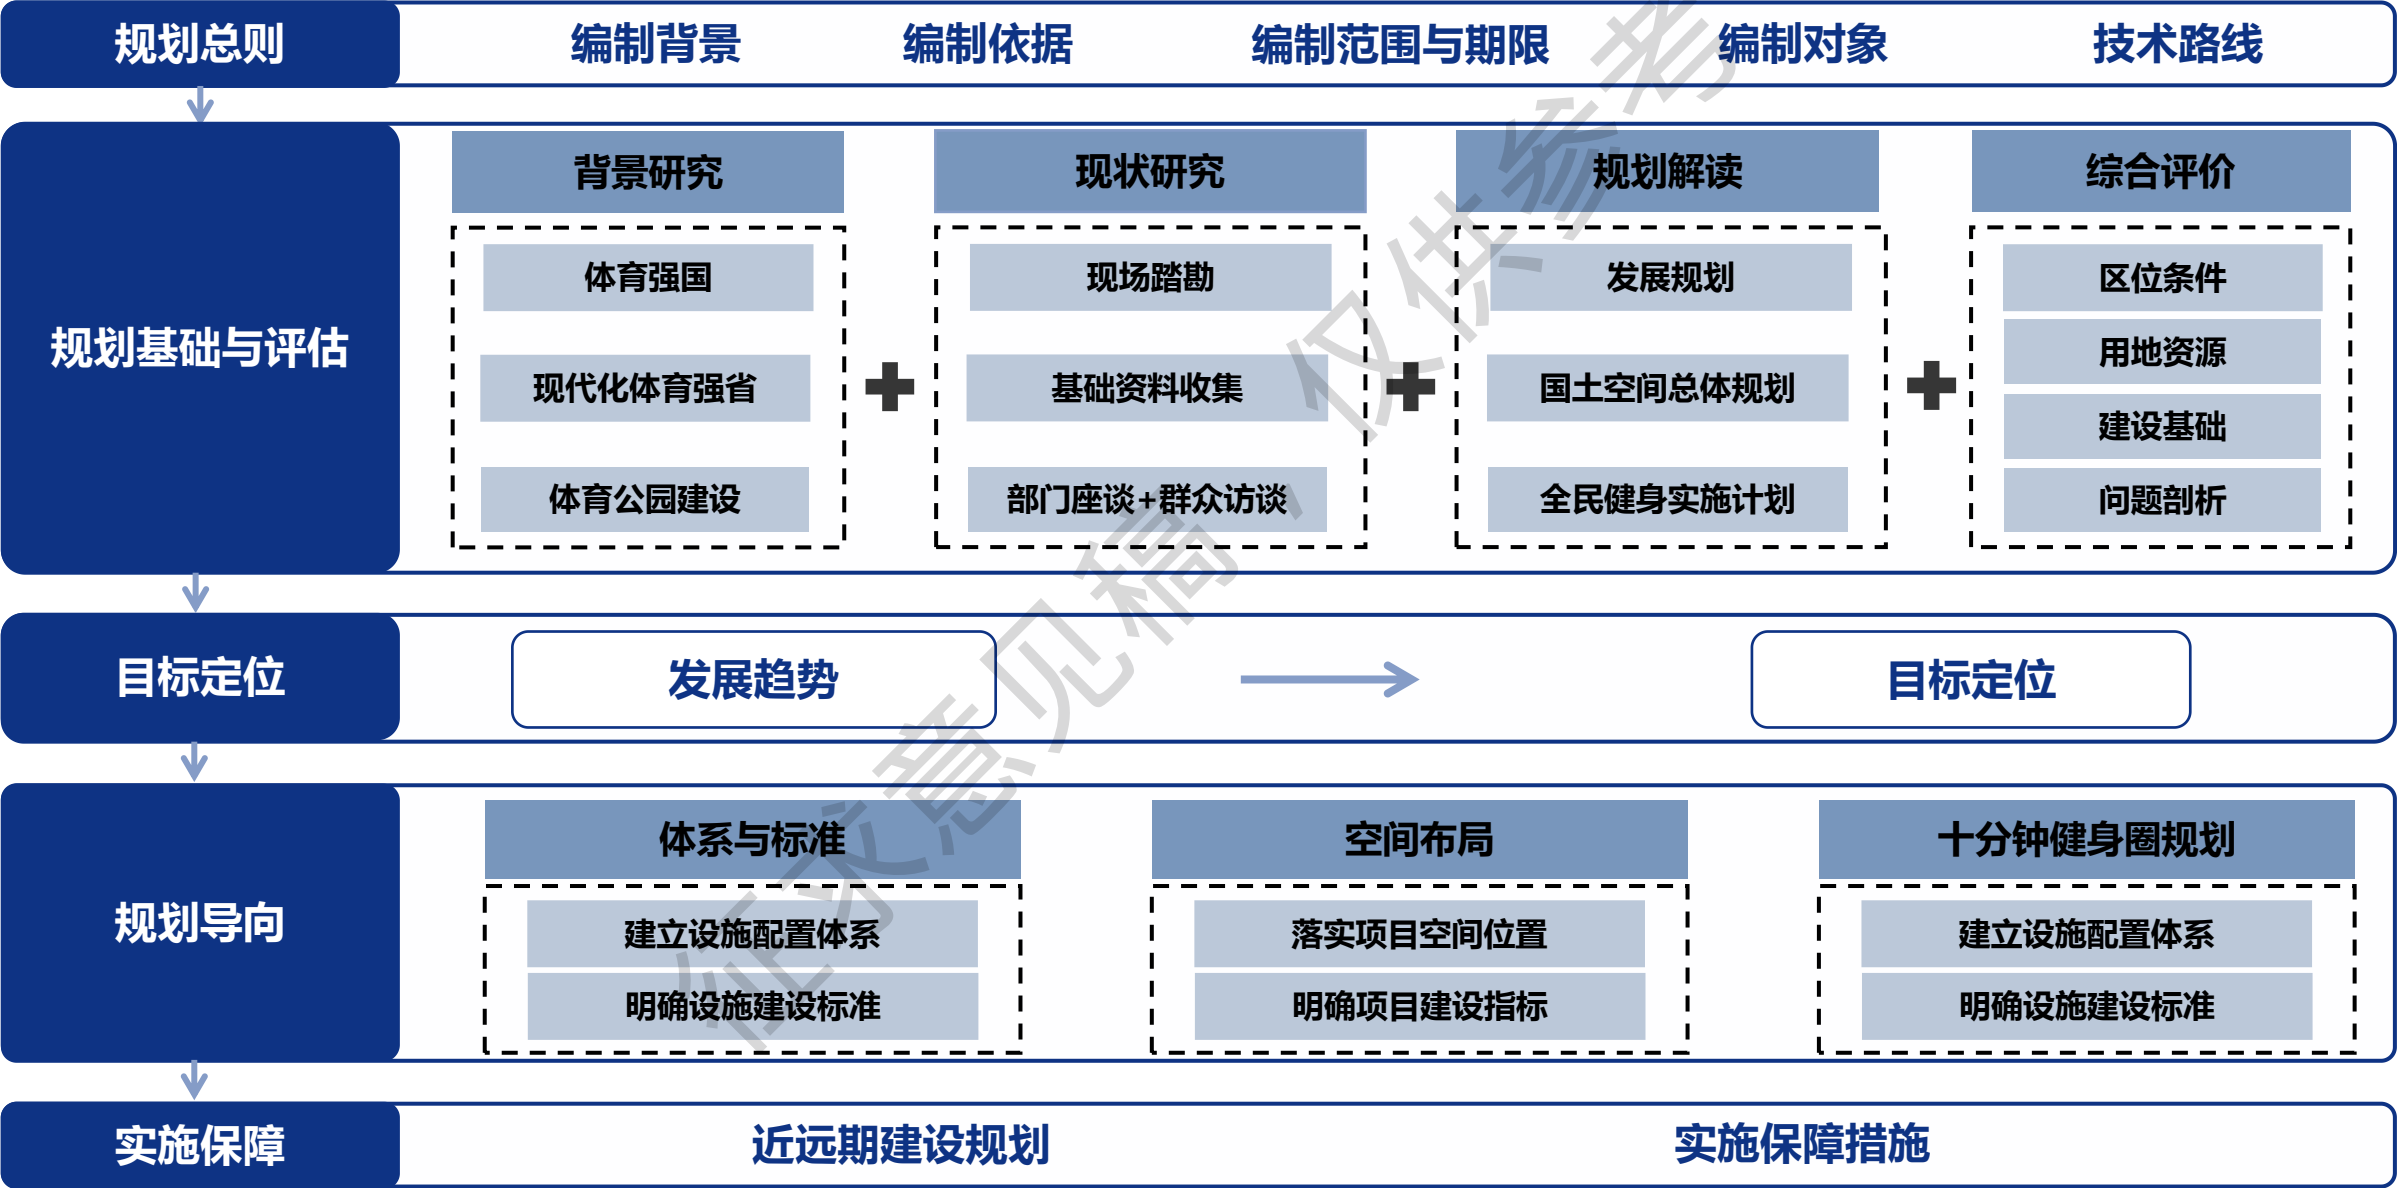 规划总则
编制背景
编制依据
编制范围与期限
编制对象
技术路线
规划基础与评估
背景研究
体育强国
现代化体育强省
体育公园建设
现状研究
现场踏勘
基础资料收集
部门座谈+群众访谈
规划解读
发展规划
国土空间总体规划
全民健身实施计划
综合评价
区位条件
用地资源
建设基础
问题剖析
目标定位
发展趋势
目标定位
规划导向
体系与标准
建立设施配置体系
明确设施建设标准
空间布局
落实项目空间位置
明确项目建设指标
十分钟健身圈规划
建立设施配置体系
明确设施建设标准
实施保障
近远期建设规划
实施保障措施
征求意见稿，仅供参考